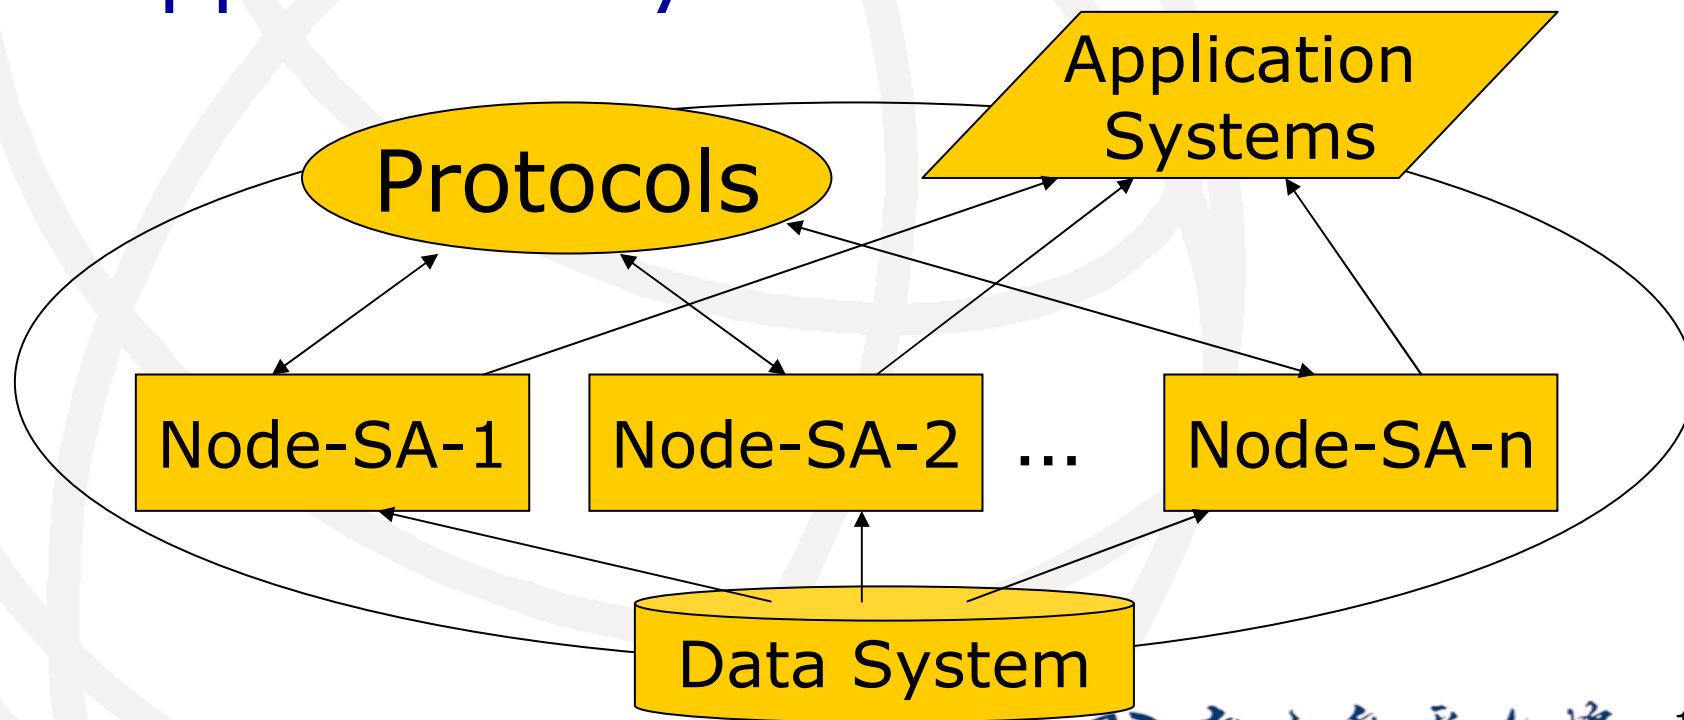 Application
Systems
Protocols
Node-SA-1
Node-SA-2
...
Node-SA-n
Data System